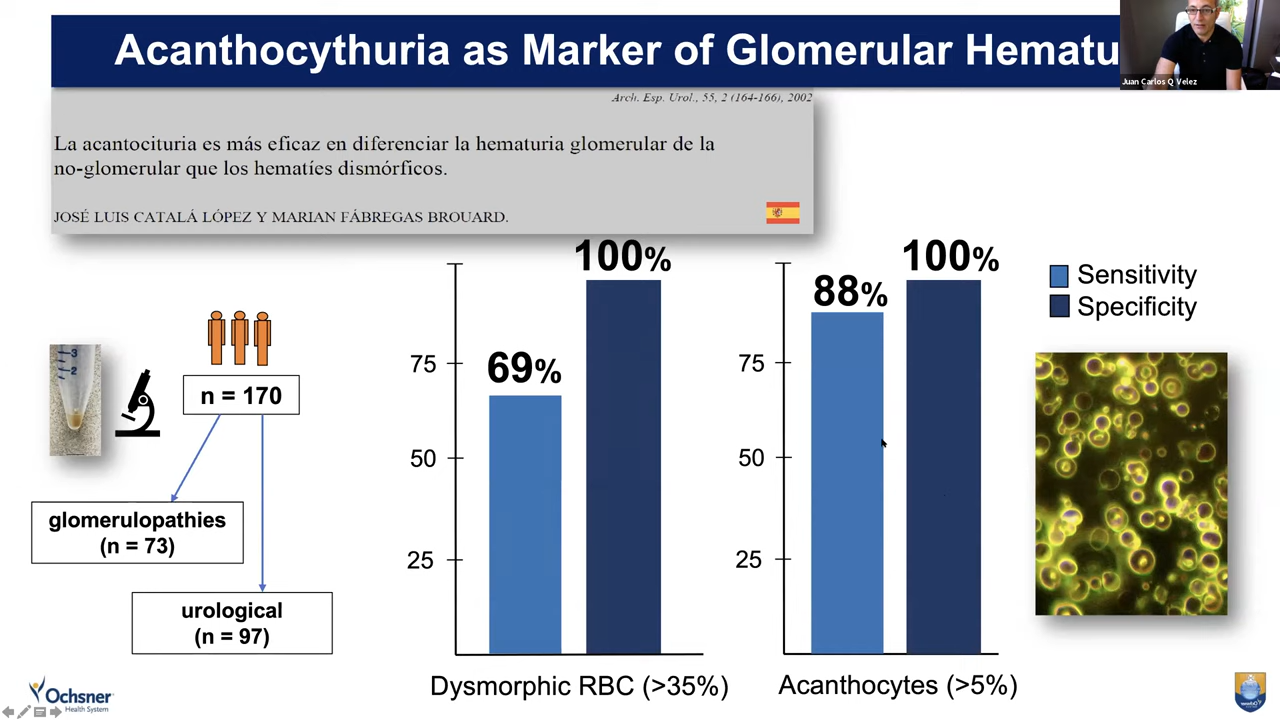 Acanthocythuria as Marker of Glomerular Hematu
Juan Carlos Q Velez
Arch. Esp. Urol., 55, 2 (164-166), 2002
La acantocituria es más eficaz en diferenciar la hematuria glomerular de la
no-glomerular que los hematíes dismórficos.
JOSÉ LUIS CATALÁ LÓPEZ Y MARIAN FÁBREGAS BROUARD.
3
2
n = 170
glomerulopathies
(n = 73)
urological
(n = 97)
100%
69%
75
50
25
Dysmorphic RBC (>35%)
100%
88%
75
50
25
Acanthocytes (>5%)
Sensitivity
Specificity
Ochsner
Health System